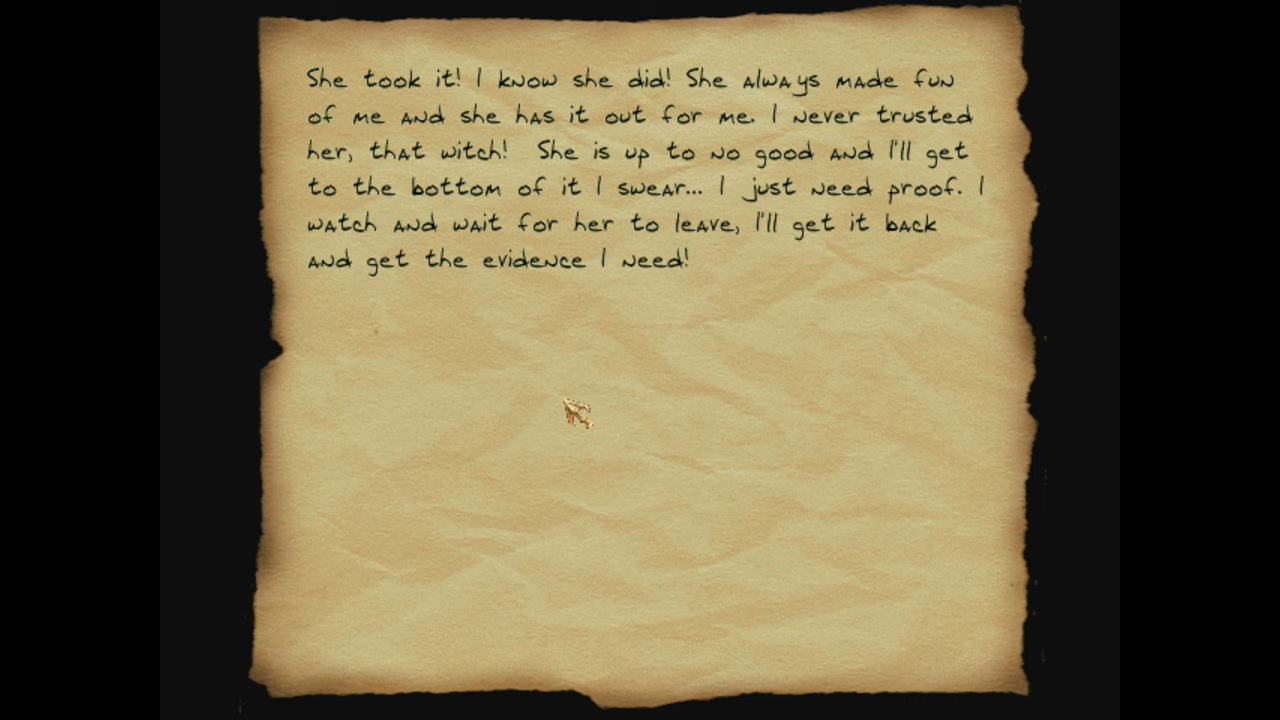 She took it! I know she did! She always made fun
of me and she has it out for me. I never trusted
her, that witch!  She is up to no good and I'll get
to the bottom of it I swear... I just need proof. I
watch and wait for her to leave, I'll get it back
and get the evidence I need!